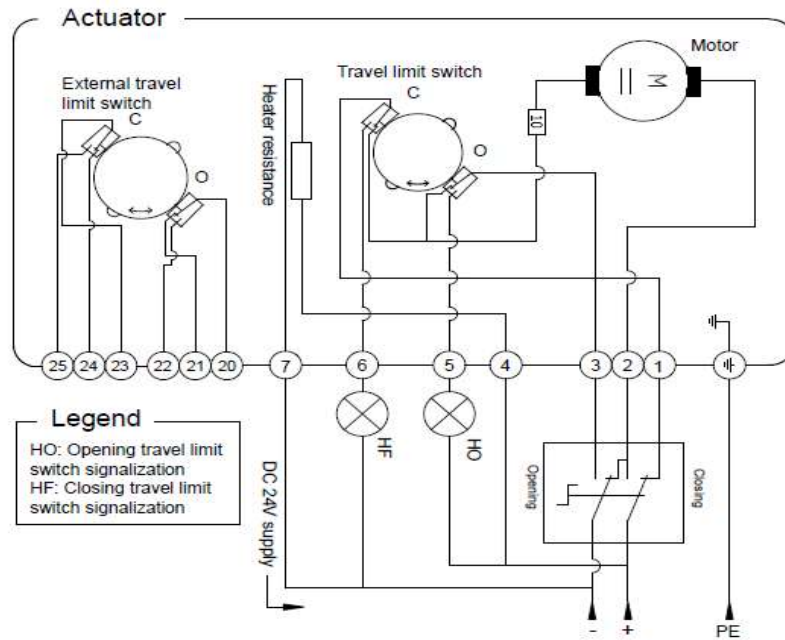 Actuator
Motor
External travel
limit switch
C
O
Travel limit switch
C
O
Heater resistance
10
M
25
24
23
22
21
20
7
6
5
4
3
2
1
Legend
HO: Opening travel limit
switch signalization
HF: Closing travel limit
switch signalization
HF
HO
DC 24V supply
Opening
Closing
-
+
PE